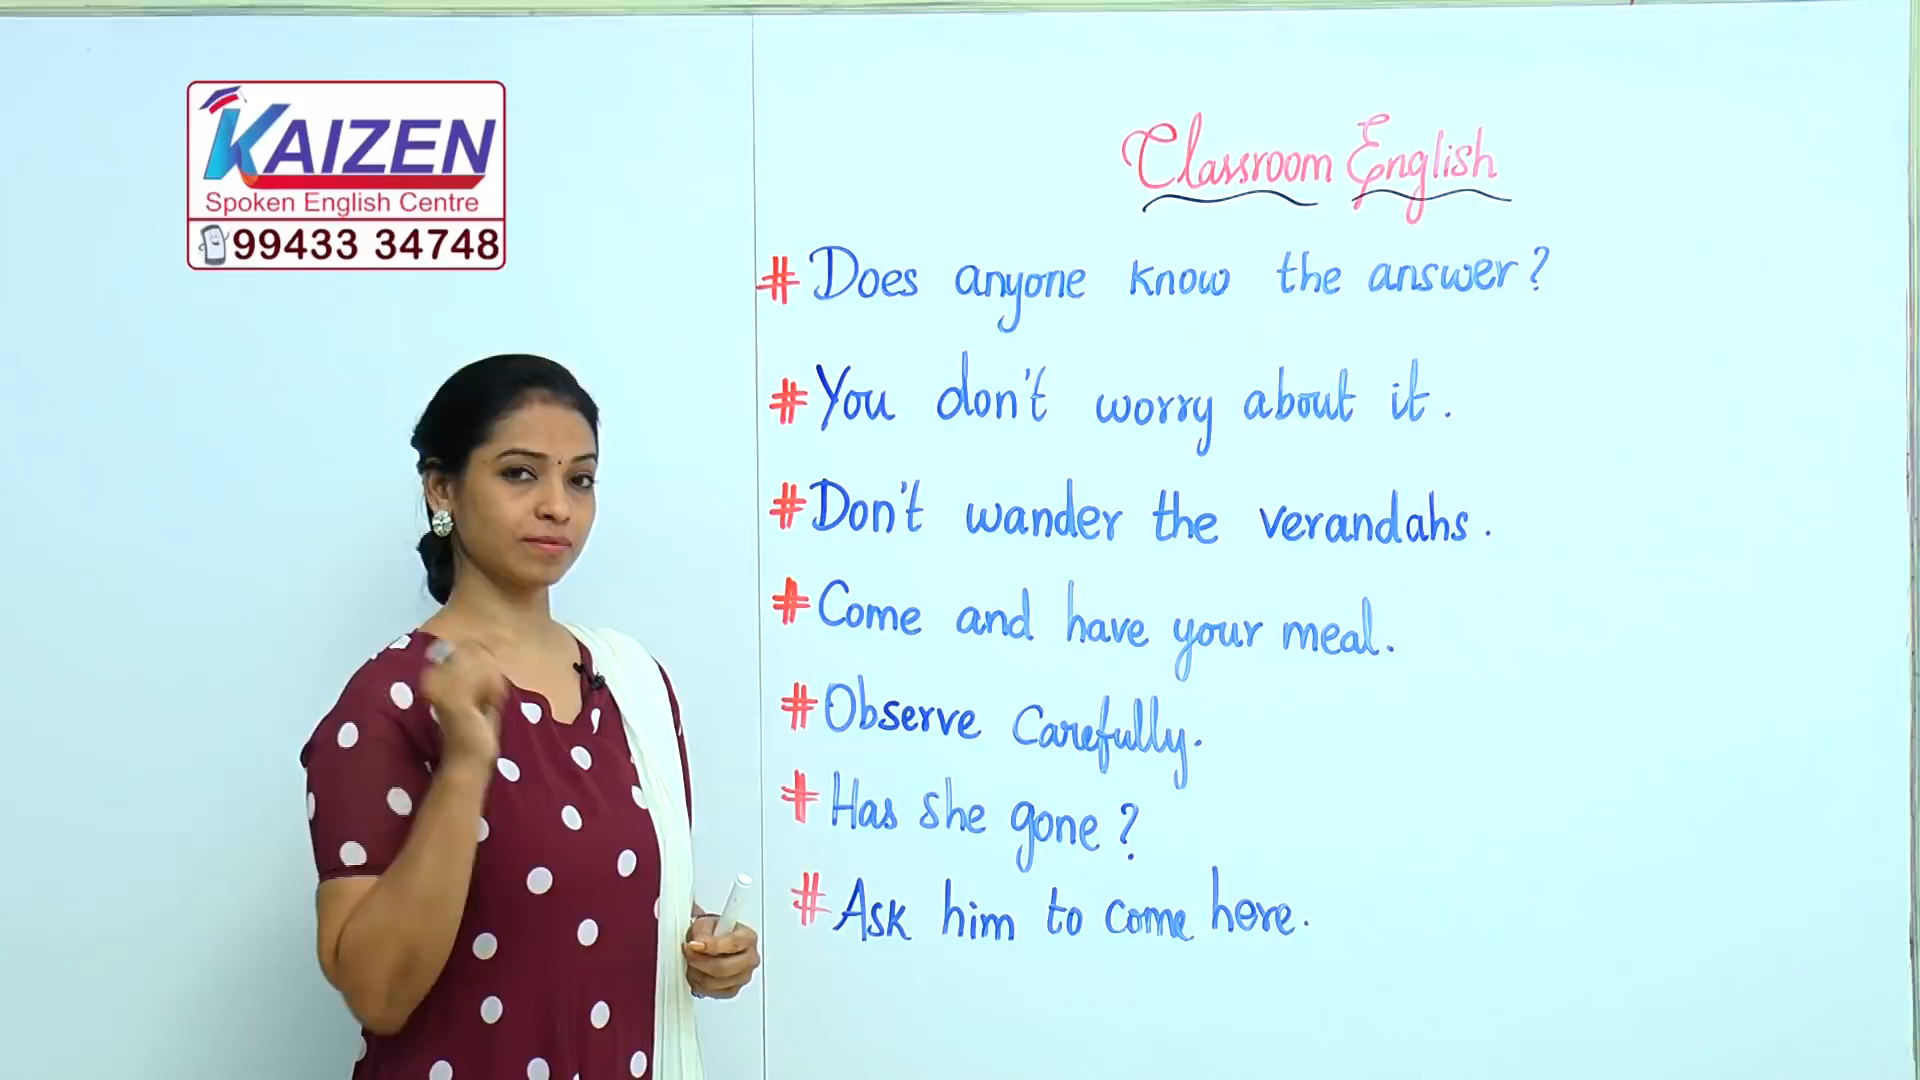 KAIZEN
Spoken English Centre
99433 34748
Classroom English
# Does anyone know the answer?
# You don't worry about it.
# Don't wander the verandahs.
# Come and have your meal.
# Observe Carefully.
# Has she gone?
# Ask him to come here.